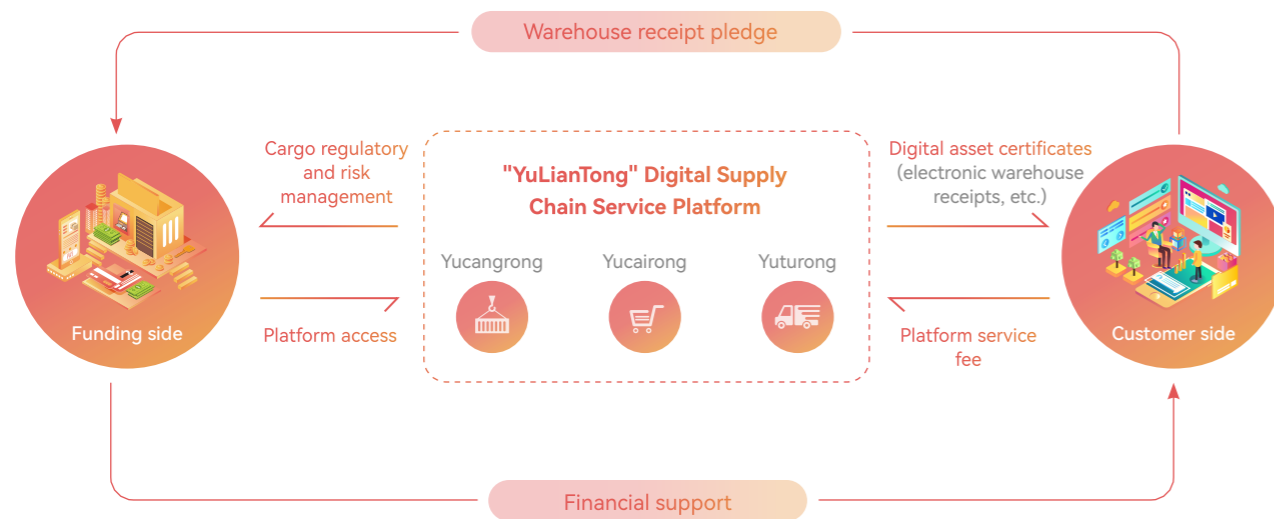 Warehouse receipt pledge
Cargo regulatory
and risk
management
"YuLianTong" Digital Supply
Chain Service Platform
Digital asset certificates
(electronic warehouse
receipts, etc.)
Yucangrong
Yucairong
Yuturong
Funding side
Platform access
Platform service
fee
Customer side
Financial support